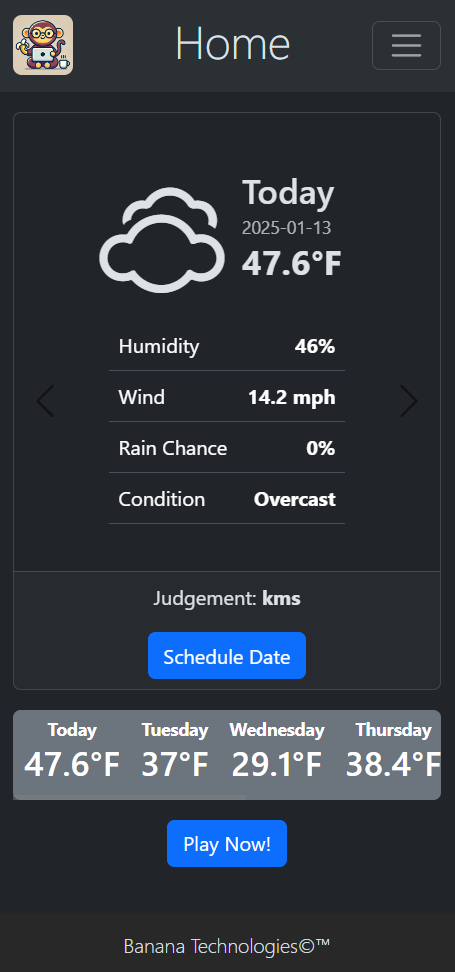 Home
Today
2025-01-13
47.6°F
Humidity 46%
Wind 14.2 mph
Rain Chance 0%
Condition Overcast
Judgement: kms
Schedule Date
Today Tuesday Wednesday Thursday
47.6°F 37°F 29.1°F 38.4°F
Play Now!
Banana Technologies©™